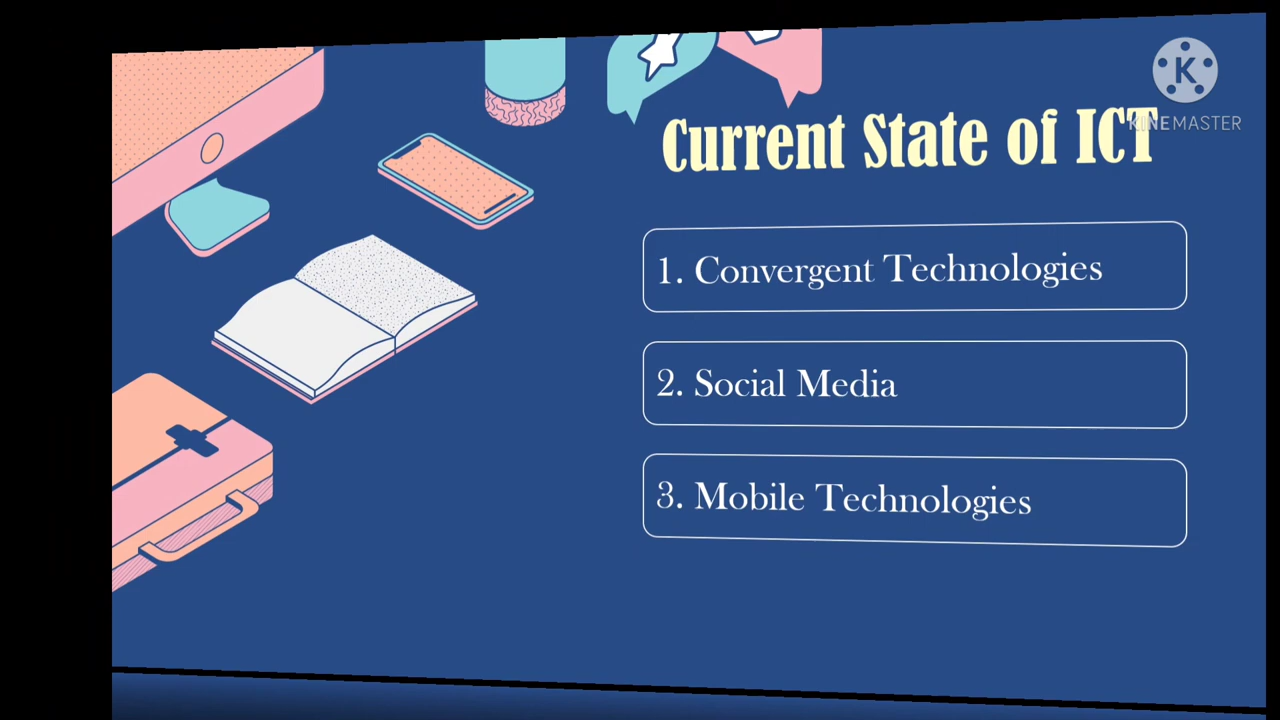 K
KINEMASTER
Current State of ICT
1. Convergent Technologies
2. Social Media
3. Mobile Technologies